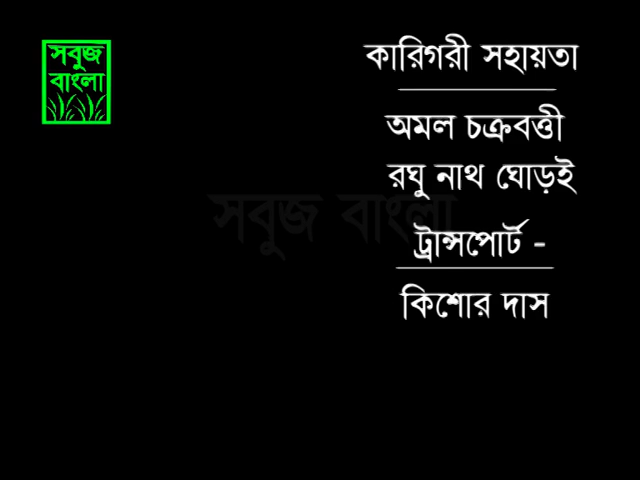 সবুজ
বাংলা
কারিগরী সহায়তা
অমল চক্রবর্ত্তী
রঘু নাথ ঘোড়ই
সবুজ বাংলা
ট্রান্সপোর্ট -
কিশোর দাস